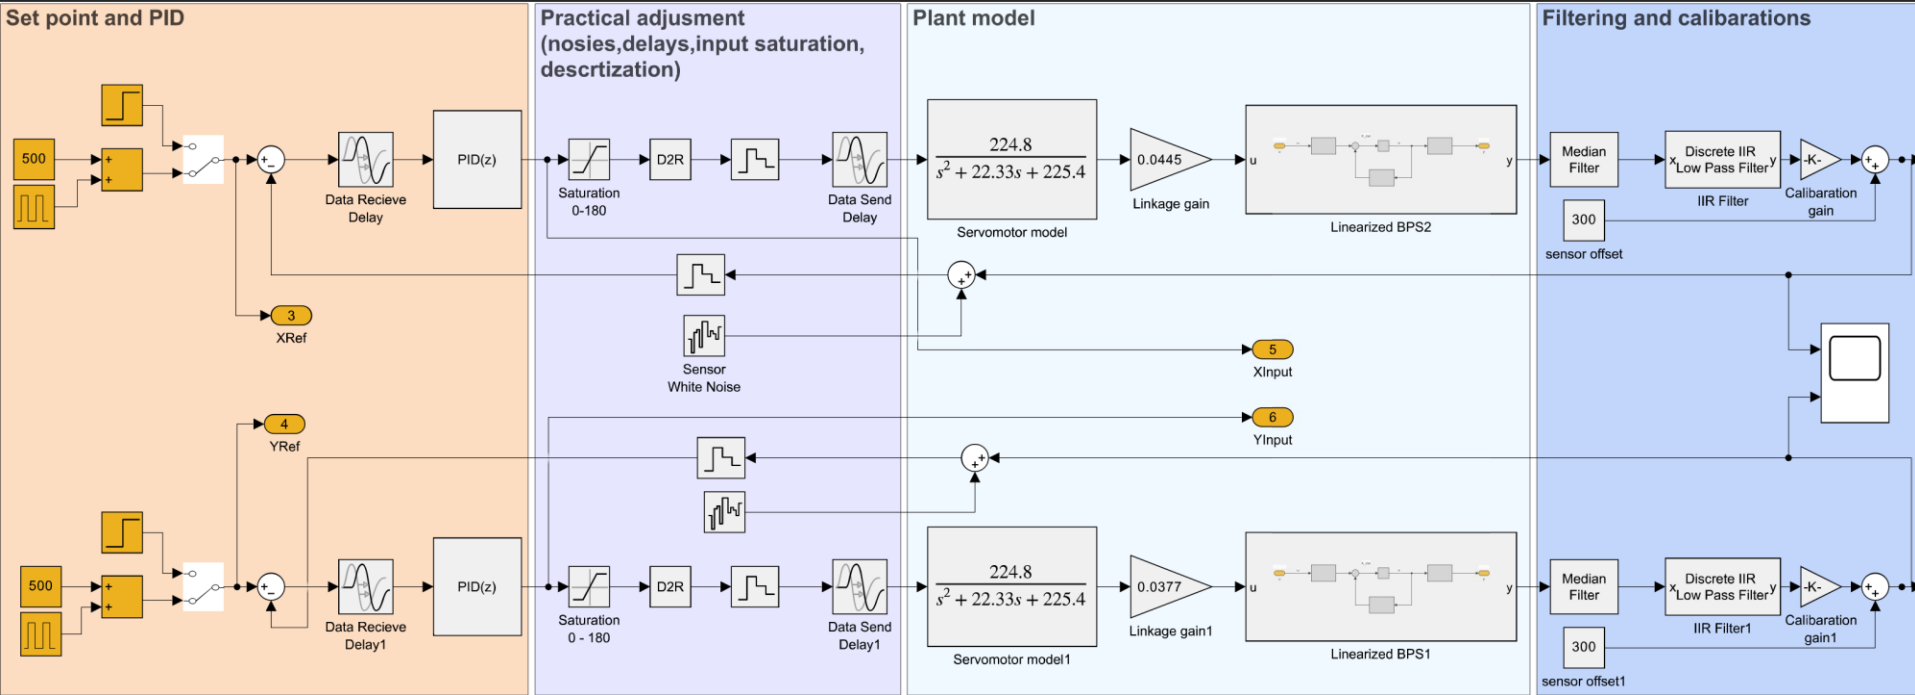 Set point and PID
Practical adjusment
(nosies,delays,input saturation,
descrtization)
Plant model
Filtering and calibarations
500
+
+
+
−
Data Recieve
Delay
PID(z)
Saturation
0-180
D2R
Data Send
Delay
224.8
s² + 22.33s + 225.4
Servomotor model
0.0445
Linkage gain
u
y
Linearized BPS2
Median
Filter
x Discrete IIR y
Low Pass Filter
IIR Filter
-K-
Calibaration
gain
+
+
300
sensor offset
+
+
3
XRef
Sensor
White Noise
5
XInput
4
YRef
6
YInput
+
+
500
+
+
+
−
Data Recieve
Delay1
PID(z)
Saturation
0 - 180
D2R
Data Send
Delay1
224.8
s² + 22.33s + 225.4
Servomotor model1
0.0377
Linkage gain1
u
y
Linearized BPS1
Median
Filter
x Discrete IIR y
Low Pass Filter
IIR Filter1
-K-
Calibaration
gain1
+
+
300
sensor offset1